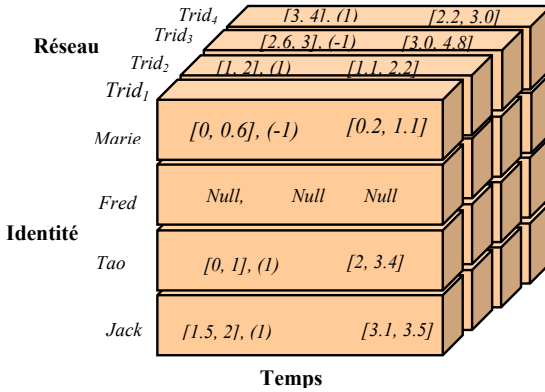 Trid4 [3. 4], (1) [2.2, 3.0]
Réseau Trid3 [2.6, 3], (-1) [3.0, 4.8]
Trid2 [1, 2], (1) [1.1, 2.2]
Trid1
Marie [0, 0.6], (-1) [0.2, 1.1]
Fred Null, Null Null
Identité
Tao [0, 1], (1) [2, 3.4]
Jack [1.5, 2], (1) [3.1, 3.5]
Temps